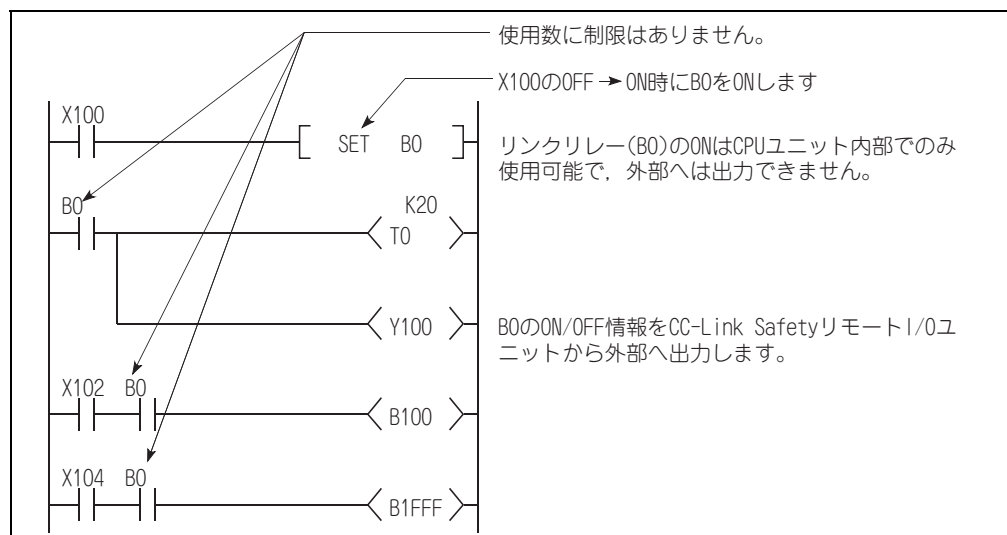 使用数に制限はありません。
X100のOFF → ON時にB0をONします
X100
SET B0
リンクリレー(B0)のONはCPUユニット内部でのみ
使用可能で，外部へは出力できません。
B0
K20
T0
Y100
B0のON/OFF情報をCC-Link SafetyリモートI/Oユ
ニットから外部へ出力します。
X102 B0
B100
X104 B0
B1FFF